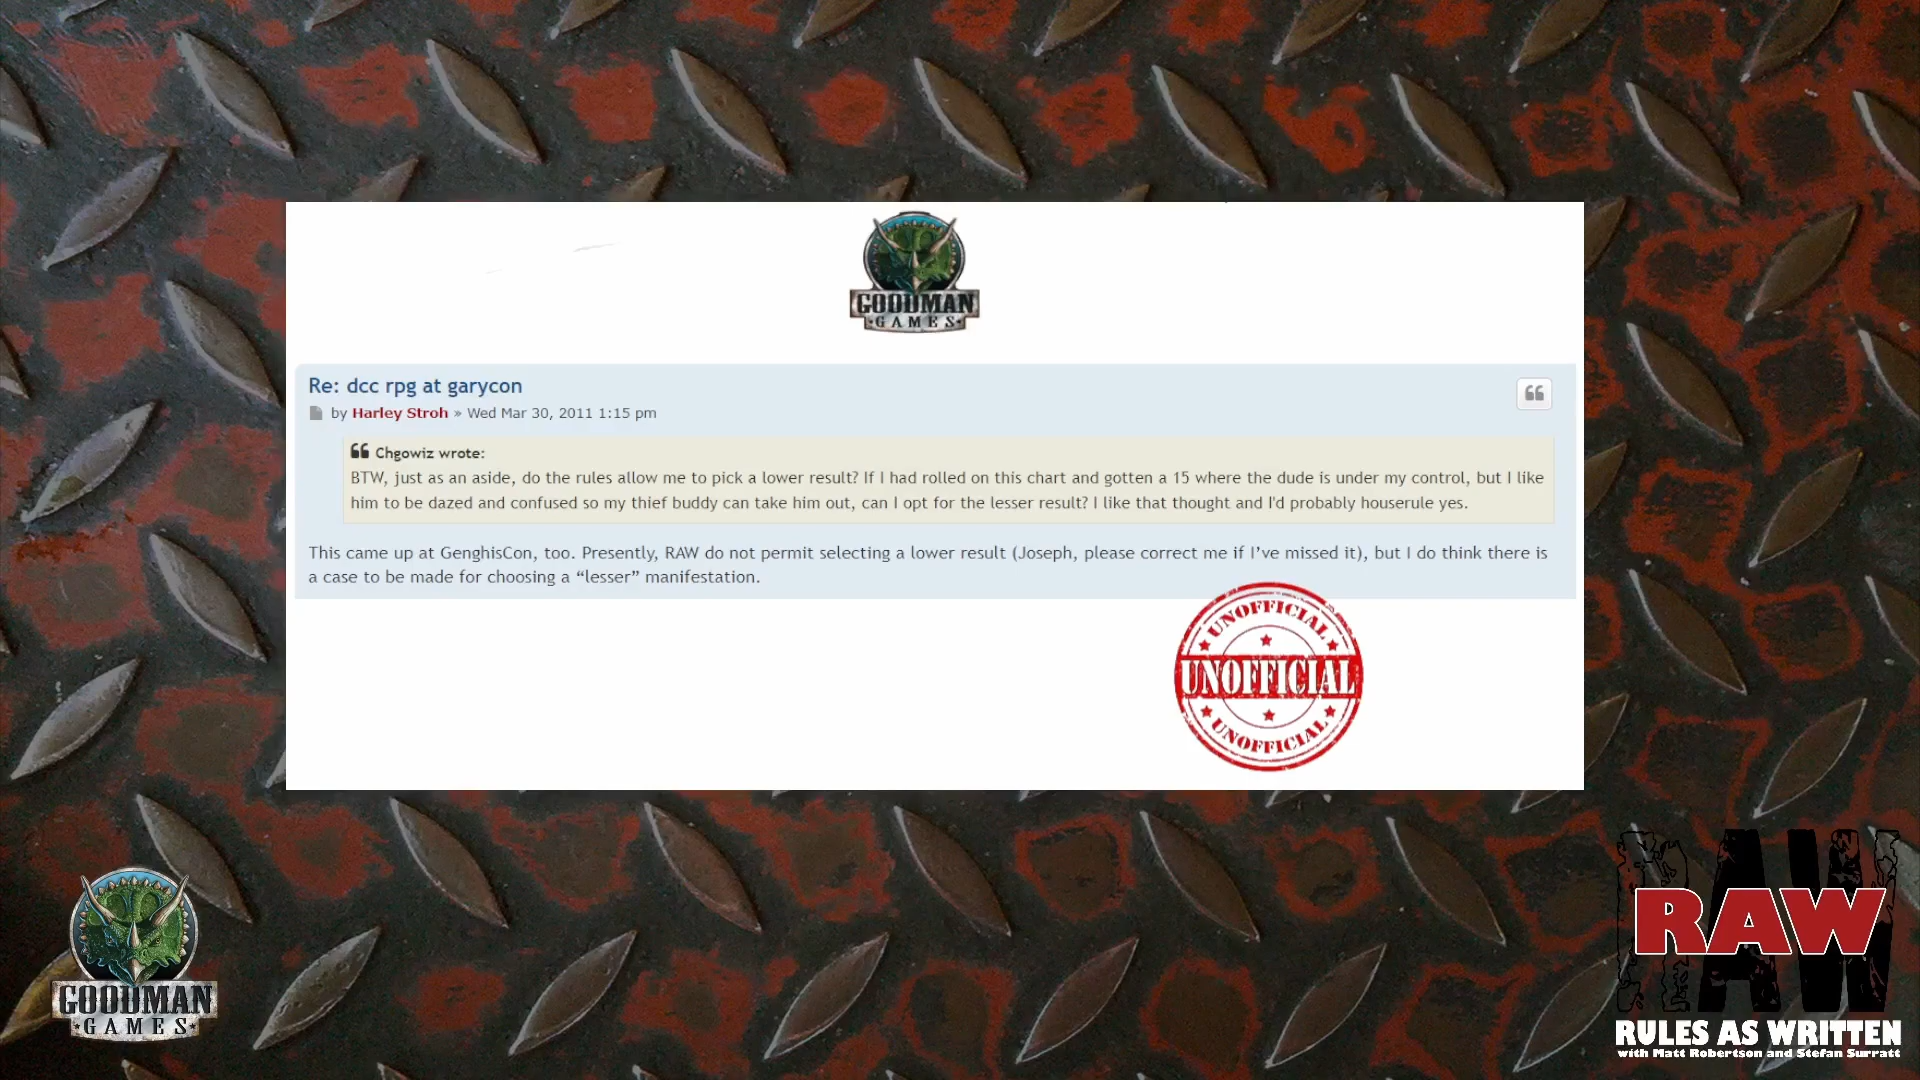 GOODMAN
GAMES
Re: dcc rpg at garycon
by Harley Stroh » Wed Mar 30, 2011 1:15 pm
Chgowiz wrote:
BTW, just as an aside, do the rules allow me to pick a lower result? If I had rolled on this chart and gotten a 15 where the dude is under my control, but I like
him to be dazed and confused so my thief buddy can take him out, can I opt for the lesser result? I like that thought and I'd probably houserule yes.
This came up at GenghisCon, too. Presently, RAW do not permit selecting a lower result (Joseph, please correct me if I’ve missed it), but I do think there is
a case to be made for choosing a “lesser” manifestation.
UNOFFICIAL
UNOFFICIAL
UNOFFICIAL
GOODMAN
GAMES
RAW
RAW
RULES AS WRITTEN
with Matt Robertson and Stefan Surratt